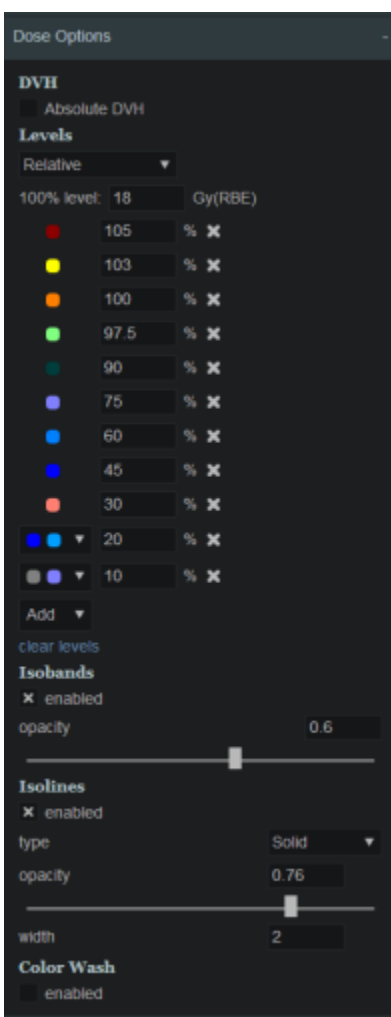 Dose Options -
DVH
Absolute DVH
Levels
Relative
100% level: 18 Gy(RBE)
105 %
103 %
100 %
97.5 %
90 %
75 %
60 %
45 %
30 %
20 %
10 %
Add
clear levels
Isobands
enabled
opacity 0.6
Isolines
enabled
type Solid
opacity 0.76
width 2
Color Wash
enabled